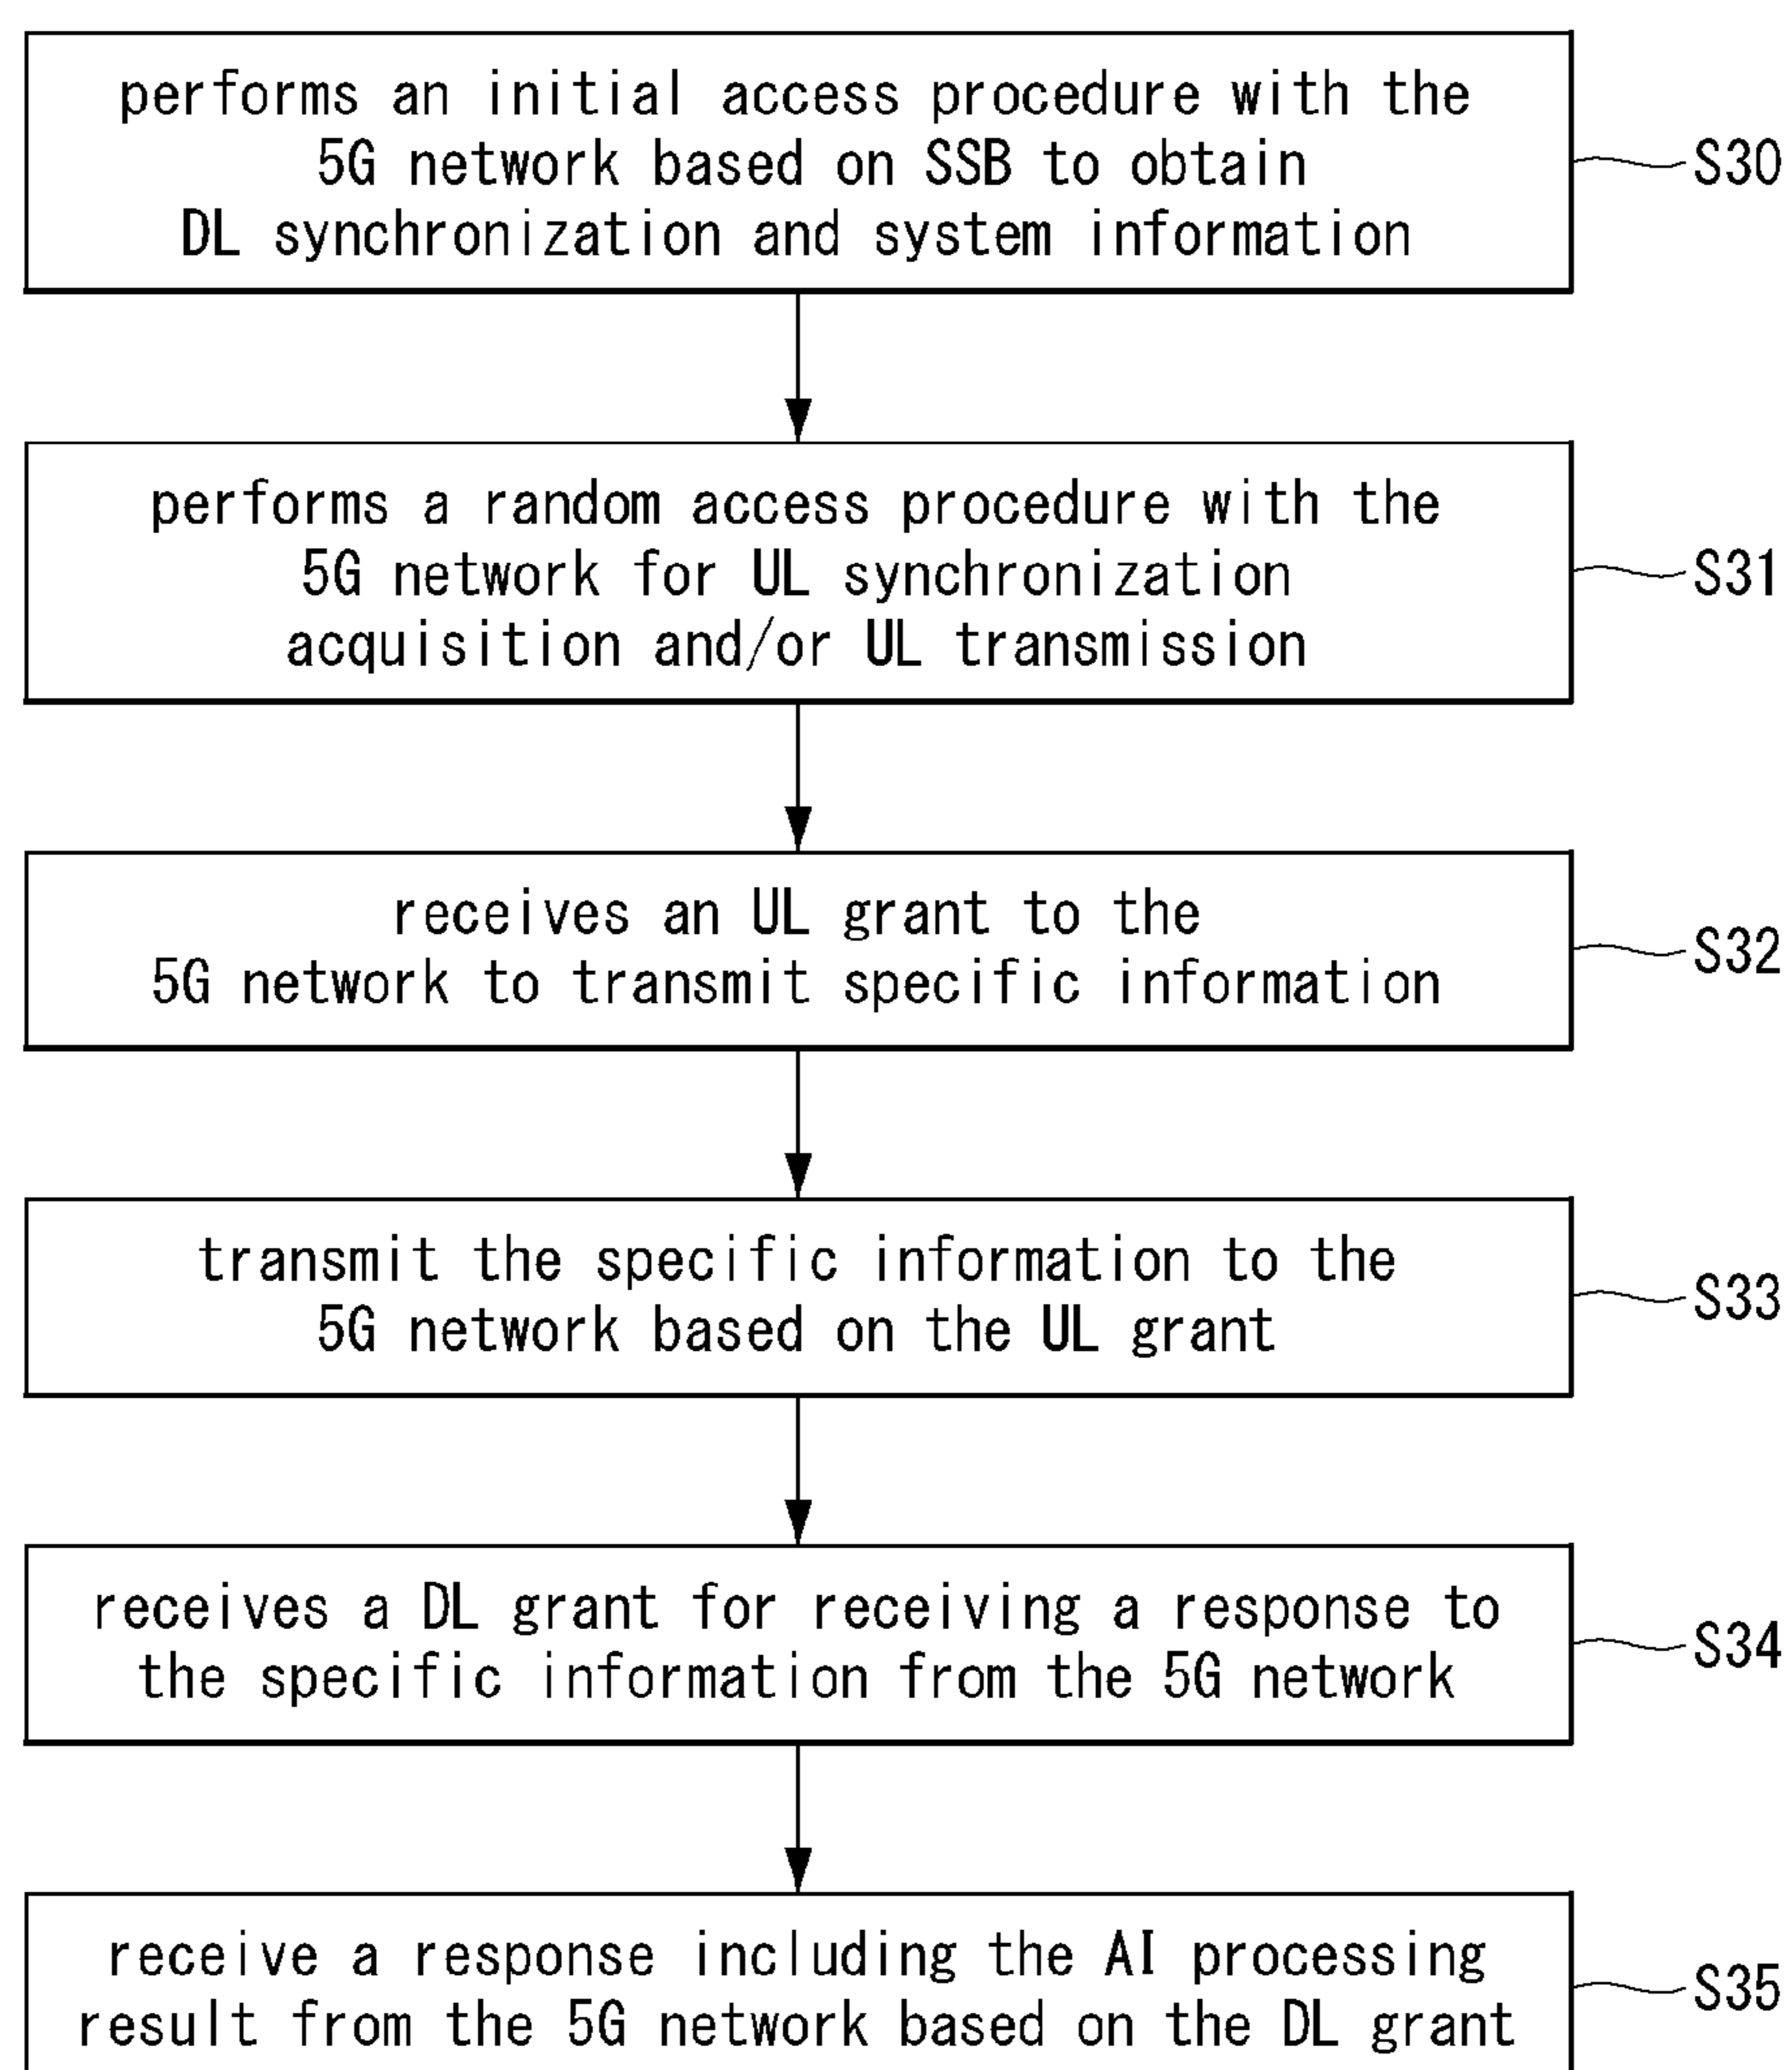 performs an initial access procedure with the
5G network based on SSB to obtain
DL synchronization and system information
S30
performs a random access procedure with the
5G network for UL synchronization
acquisition and/or UL transmission
S31
receives an UL grant to the
5G network to transmit specific information
S32
transmit the specific information to the
5G network based on the UL grant
S33
receives a DL grant for receiving a response to
the specific information from the 5G network
S34
receive a response including the AI processing
result from the 5G network based on the DL grant
S35